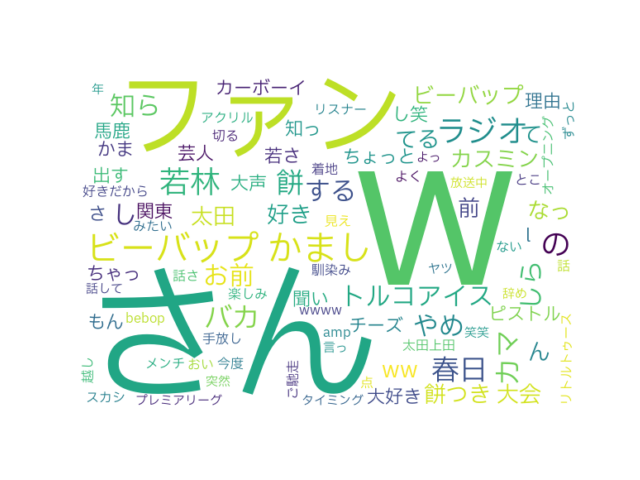 年
カーボーイ
ファン
ビーバップ
理由
ずっと
知ら
アクリル
リスナー
し笑
馬鹿
切る
知っ
てる
ラジオ
て
オープニング
かま
芸人
若さ
ちょっと
よっ
カスミン
出す
若林
大声
餅
着地
する
よく
放送中
とこ
好きだから
w
さ
し
関東
太田
好き
前
なっ
みたい
見え
l
の
ビーバップ
かまし
ない
話
ちゃっ
話さ
お前
馴染み
ヤツ
しら
話して
楽しみ
聞い
トルコアイス
辞め
さん
もん
bebop
バカ
wwww
チーズ
やめ
ピストル
手放し
amp
言っ
太田上田
笑笑
カマ
ん
リトルトゥース
越し
メンチ
おい
今度
ご馳走
点
ww
春日
突然
スカシ
プレミアリーグ
タイミング
大好き
餅つき
大会